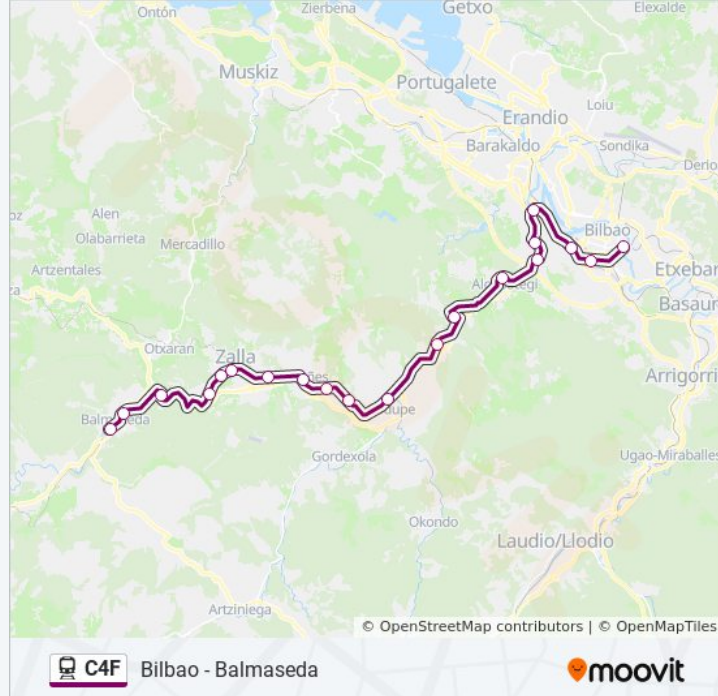 Ontón
Zierbena
Getxo
Elexalde
Muskiz
Portugalete
Loiu
Erandio
Barakaldo
Sondika
Derio
Alen
Bilbao
Olabarrieta
Mercadillo
Artzentales
Etxebar
Basaur
Otxaran
Zalla
Arrigorri
Gordexola
Ugao-Miraballes
Okondo
Laudio/Llodio
Artziniega
© OpenStreetMap contributors | © OpenMapTiles
C4F Bilbao - Balmaseda
moovit